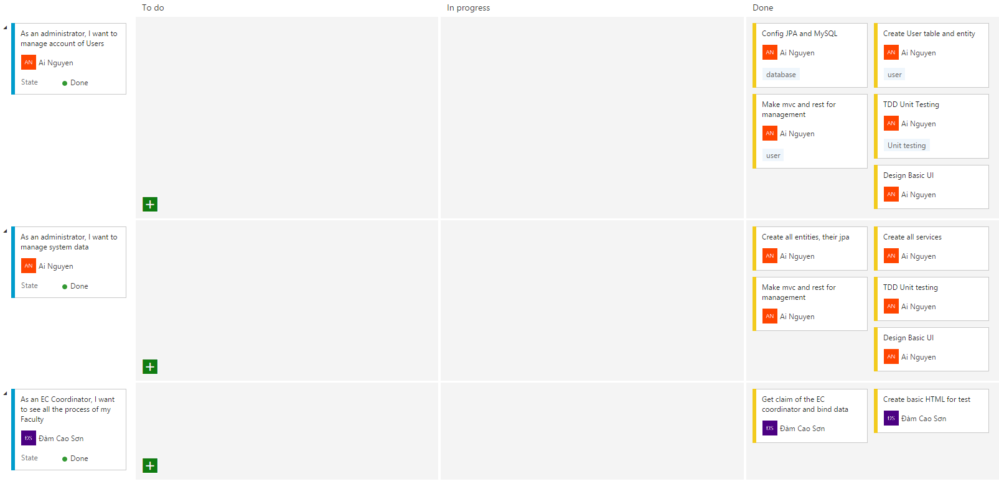 To do
In progress
Done
As an administrator, I want to
manage account of Users
AN Ai Nguyen
State Done
Config JPA and MySQL
AN Ai Nguyen
database
Create User table and entity
AN Ai Nguyen
user
Make mvc and rest for
management
AN Ai Nguyen
user
TDD Unit Testing
AN Ai Nguyen
Unit testing
Design Basic UI
AN Ai Nguyen
As an administrator, I want to
manage system data
AN Ai Nguyen
State Done
Create all entities, their jpa
AN Ai Nguyen
Create all services
AN Ai Nguyen
Make mvc and rest for
management
AN Ai Nguyen
TDD Unit testing
AN Ai Nguyen
Design Basic UI
AN Ai Nguyen
As an EC Coordinator, I want
to see all the process of my
Faculty
ĐS Đàm Cao Sơn
State Done
Get claim of the EC
coordinator and bind data
ĐS Đàm Cao Sơn
Create basic HTML for test
ĐS Đàm Cao Sơn